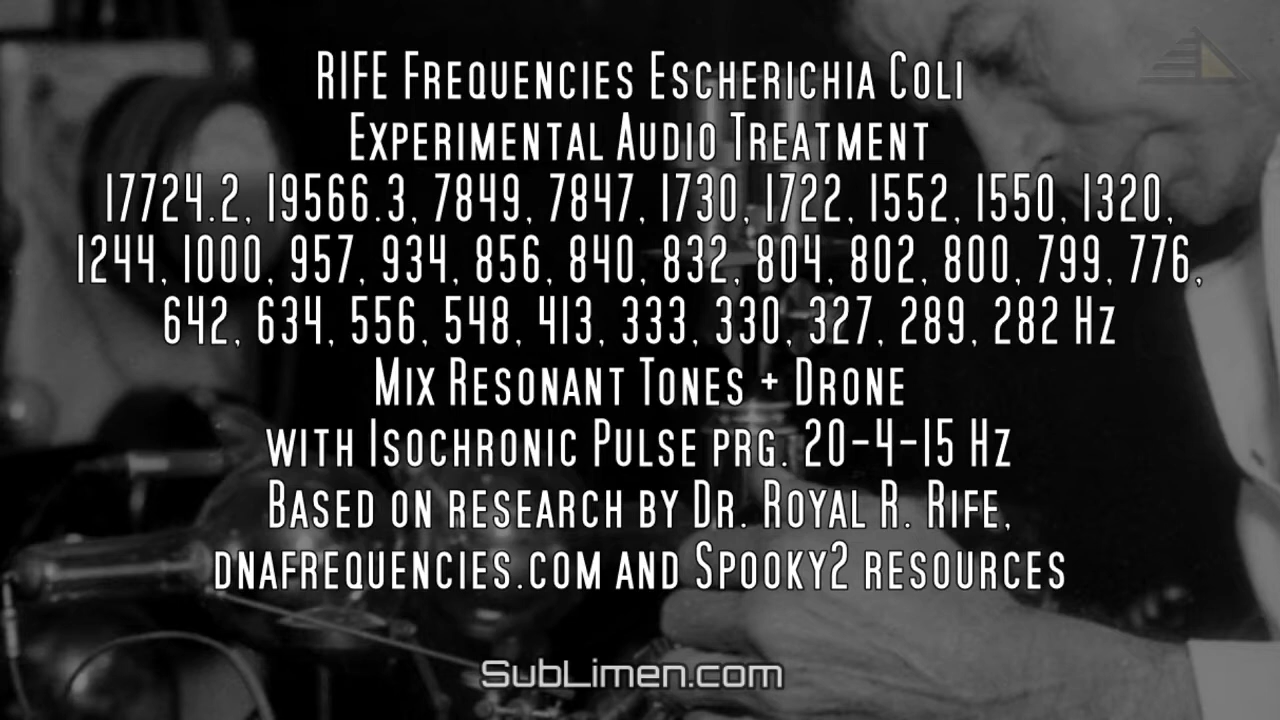 RIFE Frequencies Escherichia Coli
Experimental Audio Treatment
17724.2, 19566.3, 7849, 7847, 1730, 1722, 1552, 1550, 1320,
1244, 1000, 957, 934, 856, 840, 832, 804, 802, 800, 799, 776,
642, 634, 556, 548, 413, 333, 330, 327, 289, 282 Hz
Mix Resonant Tones + Drone
with Isochronic Pulse prg. 20-4-15 Hz
Based on research by Dr. Royal R. Rife,
dnafrequencies.com and Spooky2 resources
SubLimen.com